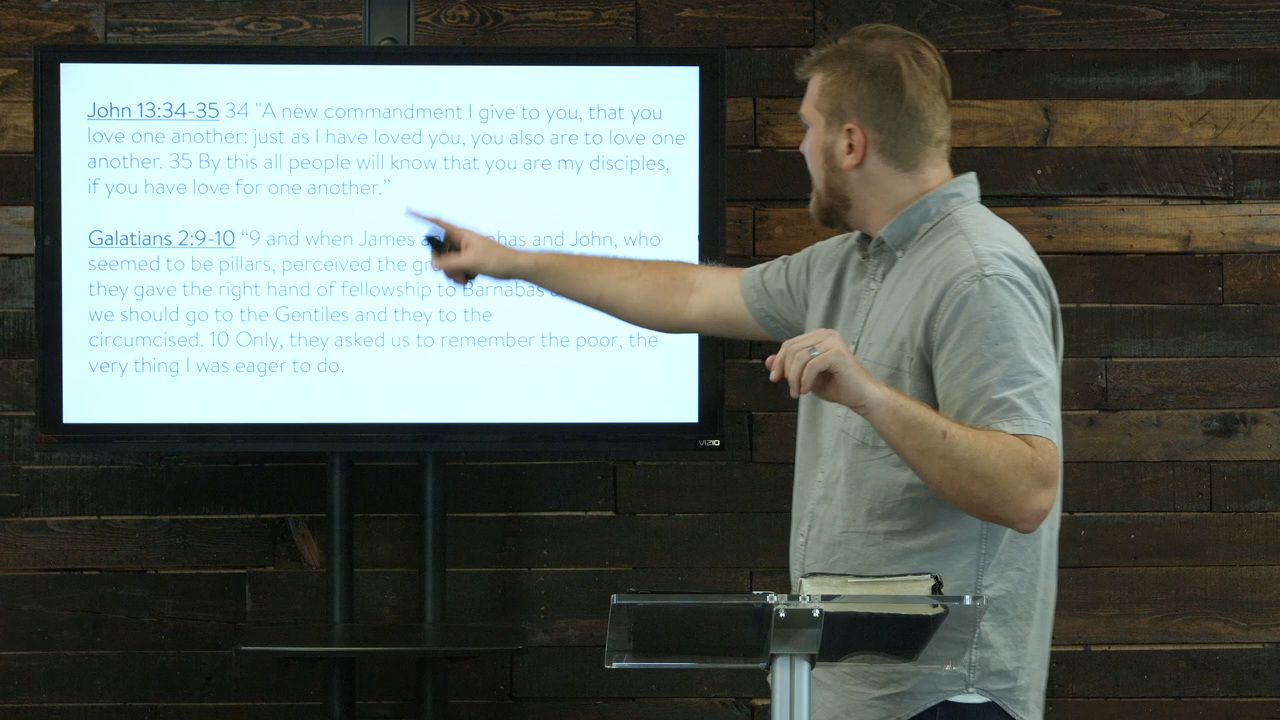 John 13:34-35 34 "A new commandment I give to you, that you
love one another: just as I have loved you, you also are to love one
another. 35 By this all people will know that you are my disciples,
if you have love for one another.”
Galatians 2:9-10 “9 and when James and John, who
seemed to be pillars, perceived the
they gave the right hand of fellowship to Barnabas
we should go to the Gentiles and they to the
circumcised. 10 Only, they asked us to remember the poor, the
very thing I was eager to do.
VIZIO